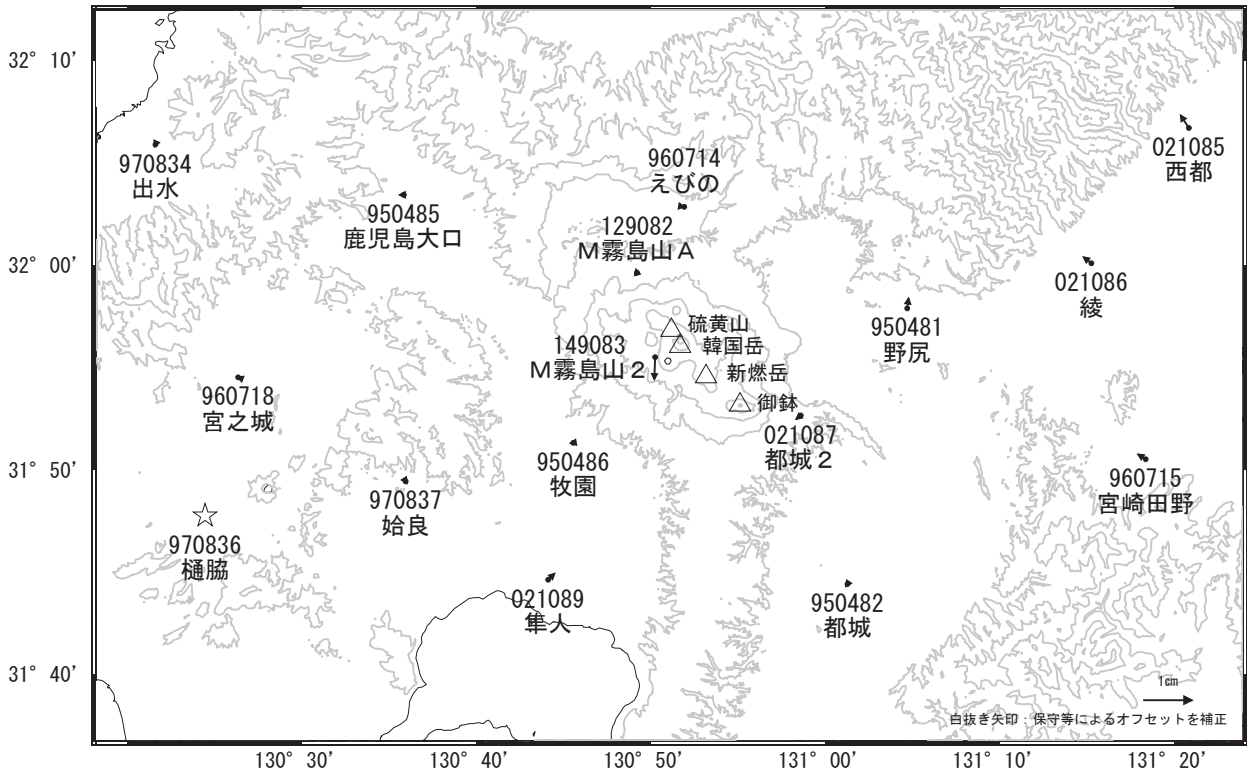 32° 10′
970834
出水
950485
鹿児島大口
960714
えびの
129082
M霧島山A
021085
西都
32° 00′
021086
綾
950481
野尻
硫黄山
韓国岳
149083
M霧島山2
新燃岳
御鉢
960718
宮之城
021087
都城2
31° 50′
950486
牧園
970837
姶良
960715
宮崎田野
970836
樋脇
021089
隼人
950482
都城
31° 40′
1cm
白抜き矢印：保守等によるオフセットを補正
130° 30′
130° 40′
130° 50′
131° 00′
131° 10′
131° 20′